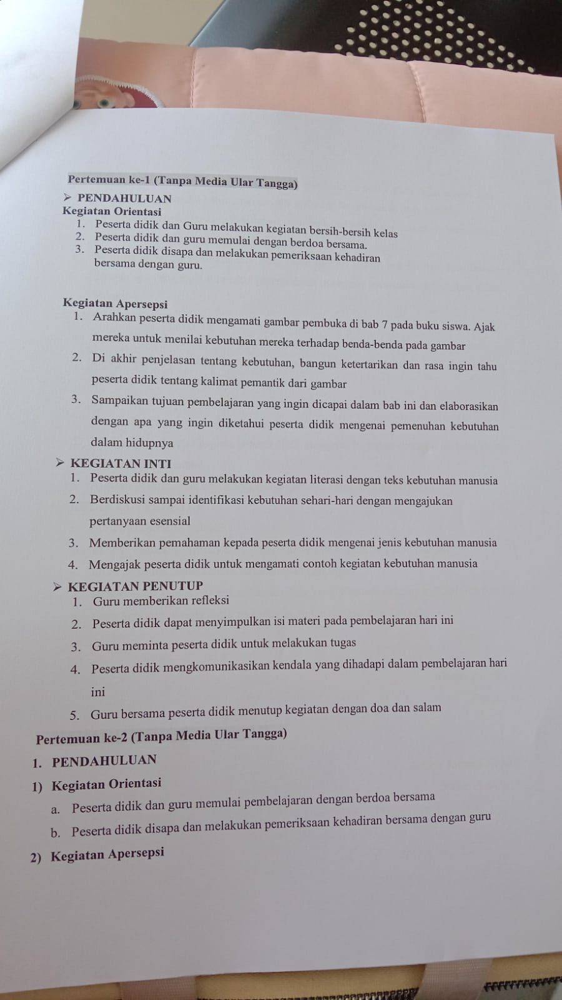 Pertemuan ke-1 (Tanpa Media Ular Tangga)
➢ PENDAHULUAN
Kegiatan Orientasi
1. Peserta didik dan Guru melakukan kegiatan bersih-bersih kelas
2. Peserta didik dan guru memulai dengan berdoa bersama.
3. Peserta didik disapa dan melakukan pemeriksaan kehadiran
bersama dengan guru.
Kegiatan Apersepsi
1. Arahkan peserta didik mengamati gambar pembuka di bab 7 pada buku siswa. Ajak
mereka untuk menilai kebutuhan mereka terhadap benda-benda pada gambar
2. Di akhir penjelasan tentang kebutuhan, bangun ketertarikan dan rasa ingin tahu
peserta didik tentang kalimat pemantik dari gambar
3. Sampaikan tujuan pembelajaran yang ingin dicapai dalam bab ini dan elaborasikan
dengan apa yang ingin diketahui peserta didik mengenai pemenuhan kebutuhan
dalam hidupnya
➢ KEGIATAN INTI
1. Peserta didik dan guru melakukan kegiatan literasi dengan teks kebutuhan manusia
2. Berdiskusi sampai identifikasi kebutuhan sehari-hari dengan mengajukan
pertanyaan esensial
3. Memberikan pemahaman kepada peserta didik mengenai jenis kebutuhan manusia
4. Mengajak peserta didik untuk mengamati contoh kegiatan kebutuhan manusia
➢ KEGIATAN PENUTUP
1. Guru memberikan refleksi
2. Peserta didik dapat menyimpulkan isi materi pada pembelajaran hari ini
3. Guru meminta peserta didik untuk melakukan tugas
4. Peserta didik mengkomunikasikan kendala yang dihadapi dalam pembelajaran hari
ini
5. Guru bersama peserta didik menutup kegiatan dengan doa dan salam
Pertemuan ke-2 (Tanpa Media Ular Tangga)
1. PENDAHULUAN
1) Kegiatan Orientasi
a. Peserta didik dan guru memulai pembelajaran dengan berdoa bersama
b. Peserta didik disapa dan melakukan pemeriksaan kehadiran bersama dengan guru
2) Kegiatan Apersepsi